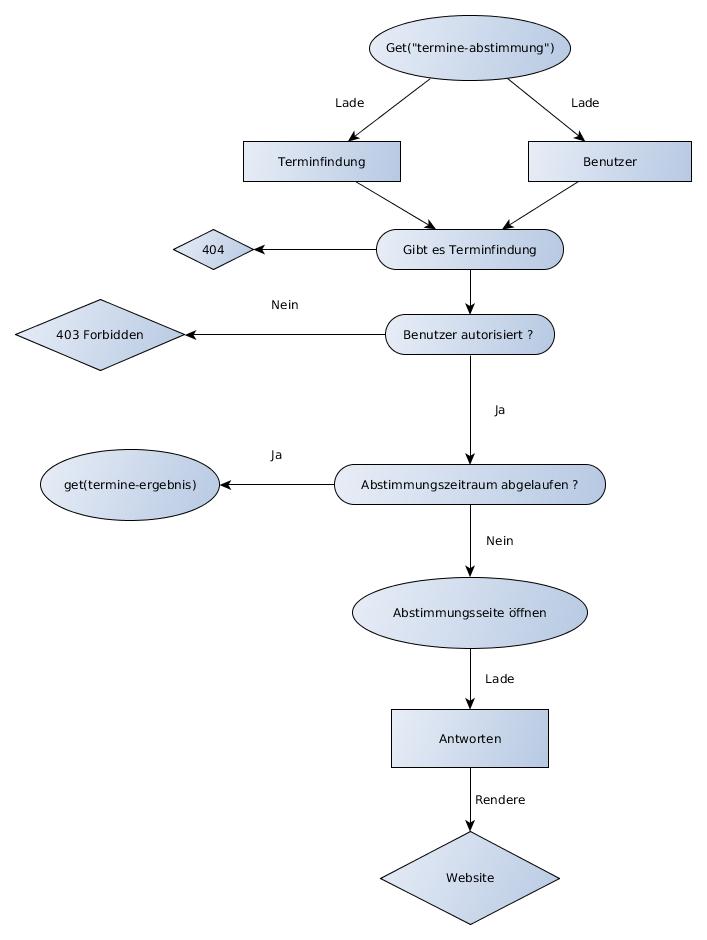 Get("termine-abstimmung")
Lade
Lade
Terminfindung
Benutzer
404
Gibt es Terminfindung
Nein
403 Forbidden
Benutzer autorisiert ?
Ja
Ja
get(termine-ergebnis)
Abstimmungszeitraum abgelaufen ?
Nein
Abstimmungsseite öffnen
Lade
Antworten
Rendere
Website